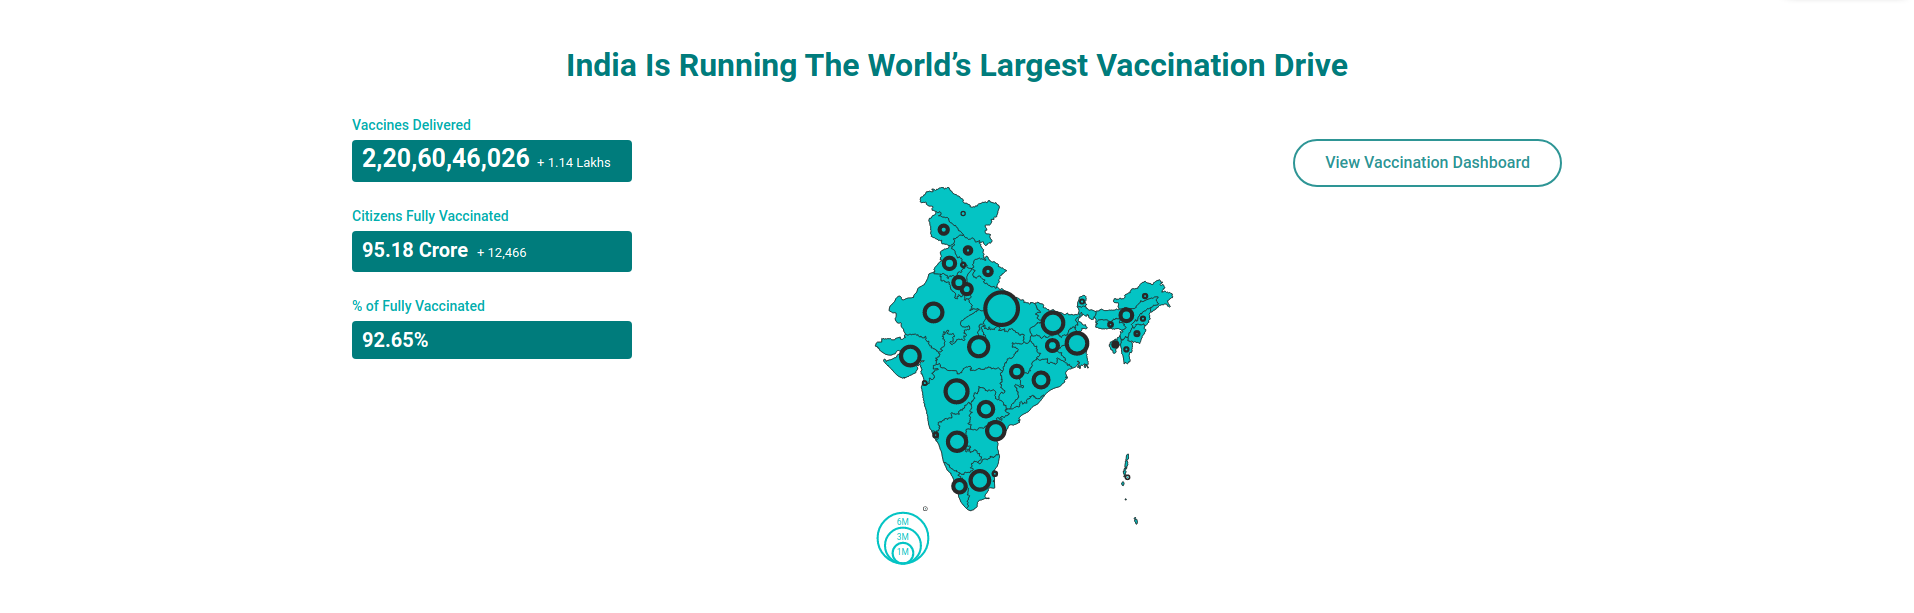 India Is Running The World’s Largest Vaccination Drive
Vaccines Delivered
2,20,60,46,026 + 1.14 Lakhs
Citizens Fully Vaccinated
95.18 Crore + 12,466
% of Fully Vaccinated
92.65%
View Vaccination Dashboard
6M
3M
1M